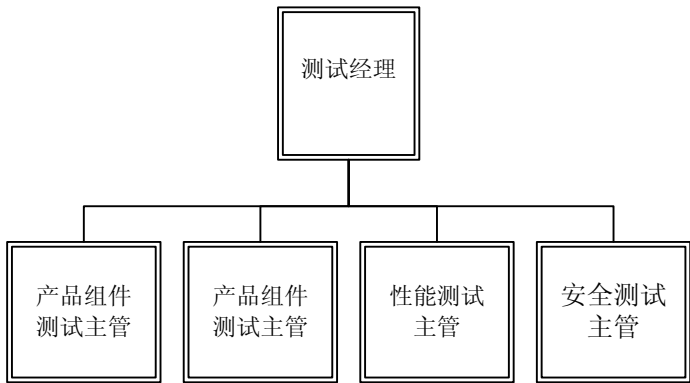 测试经理
产品组件
测试主管
产品组件
测试主管
性能测试
主管
安全测试
主管